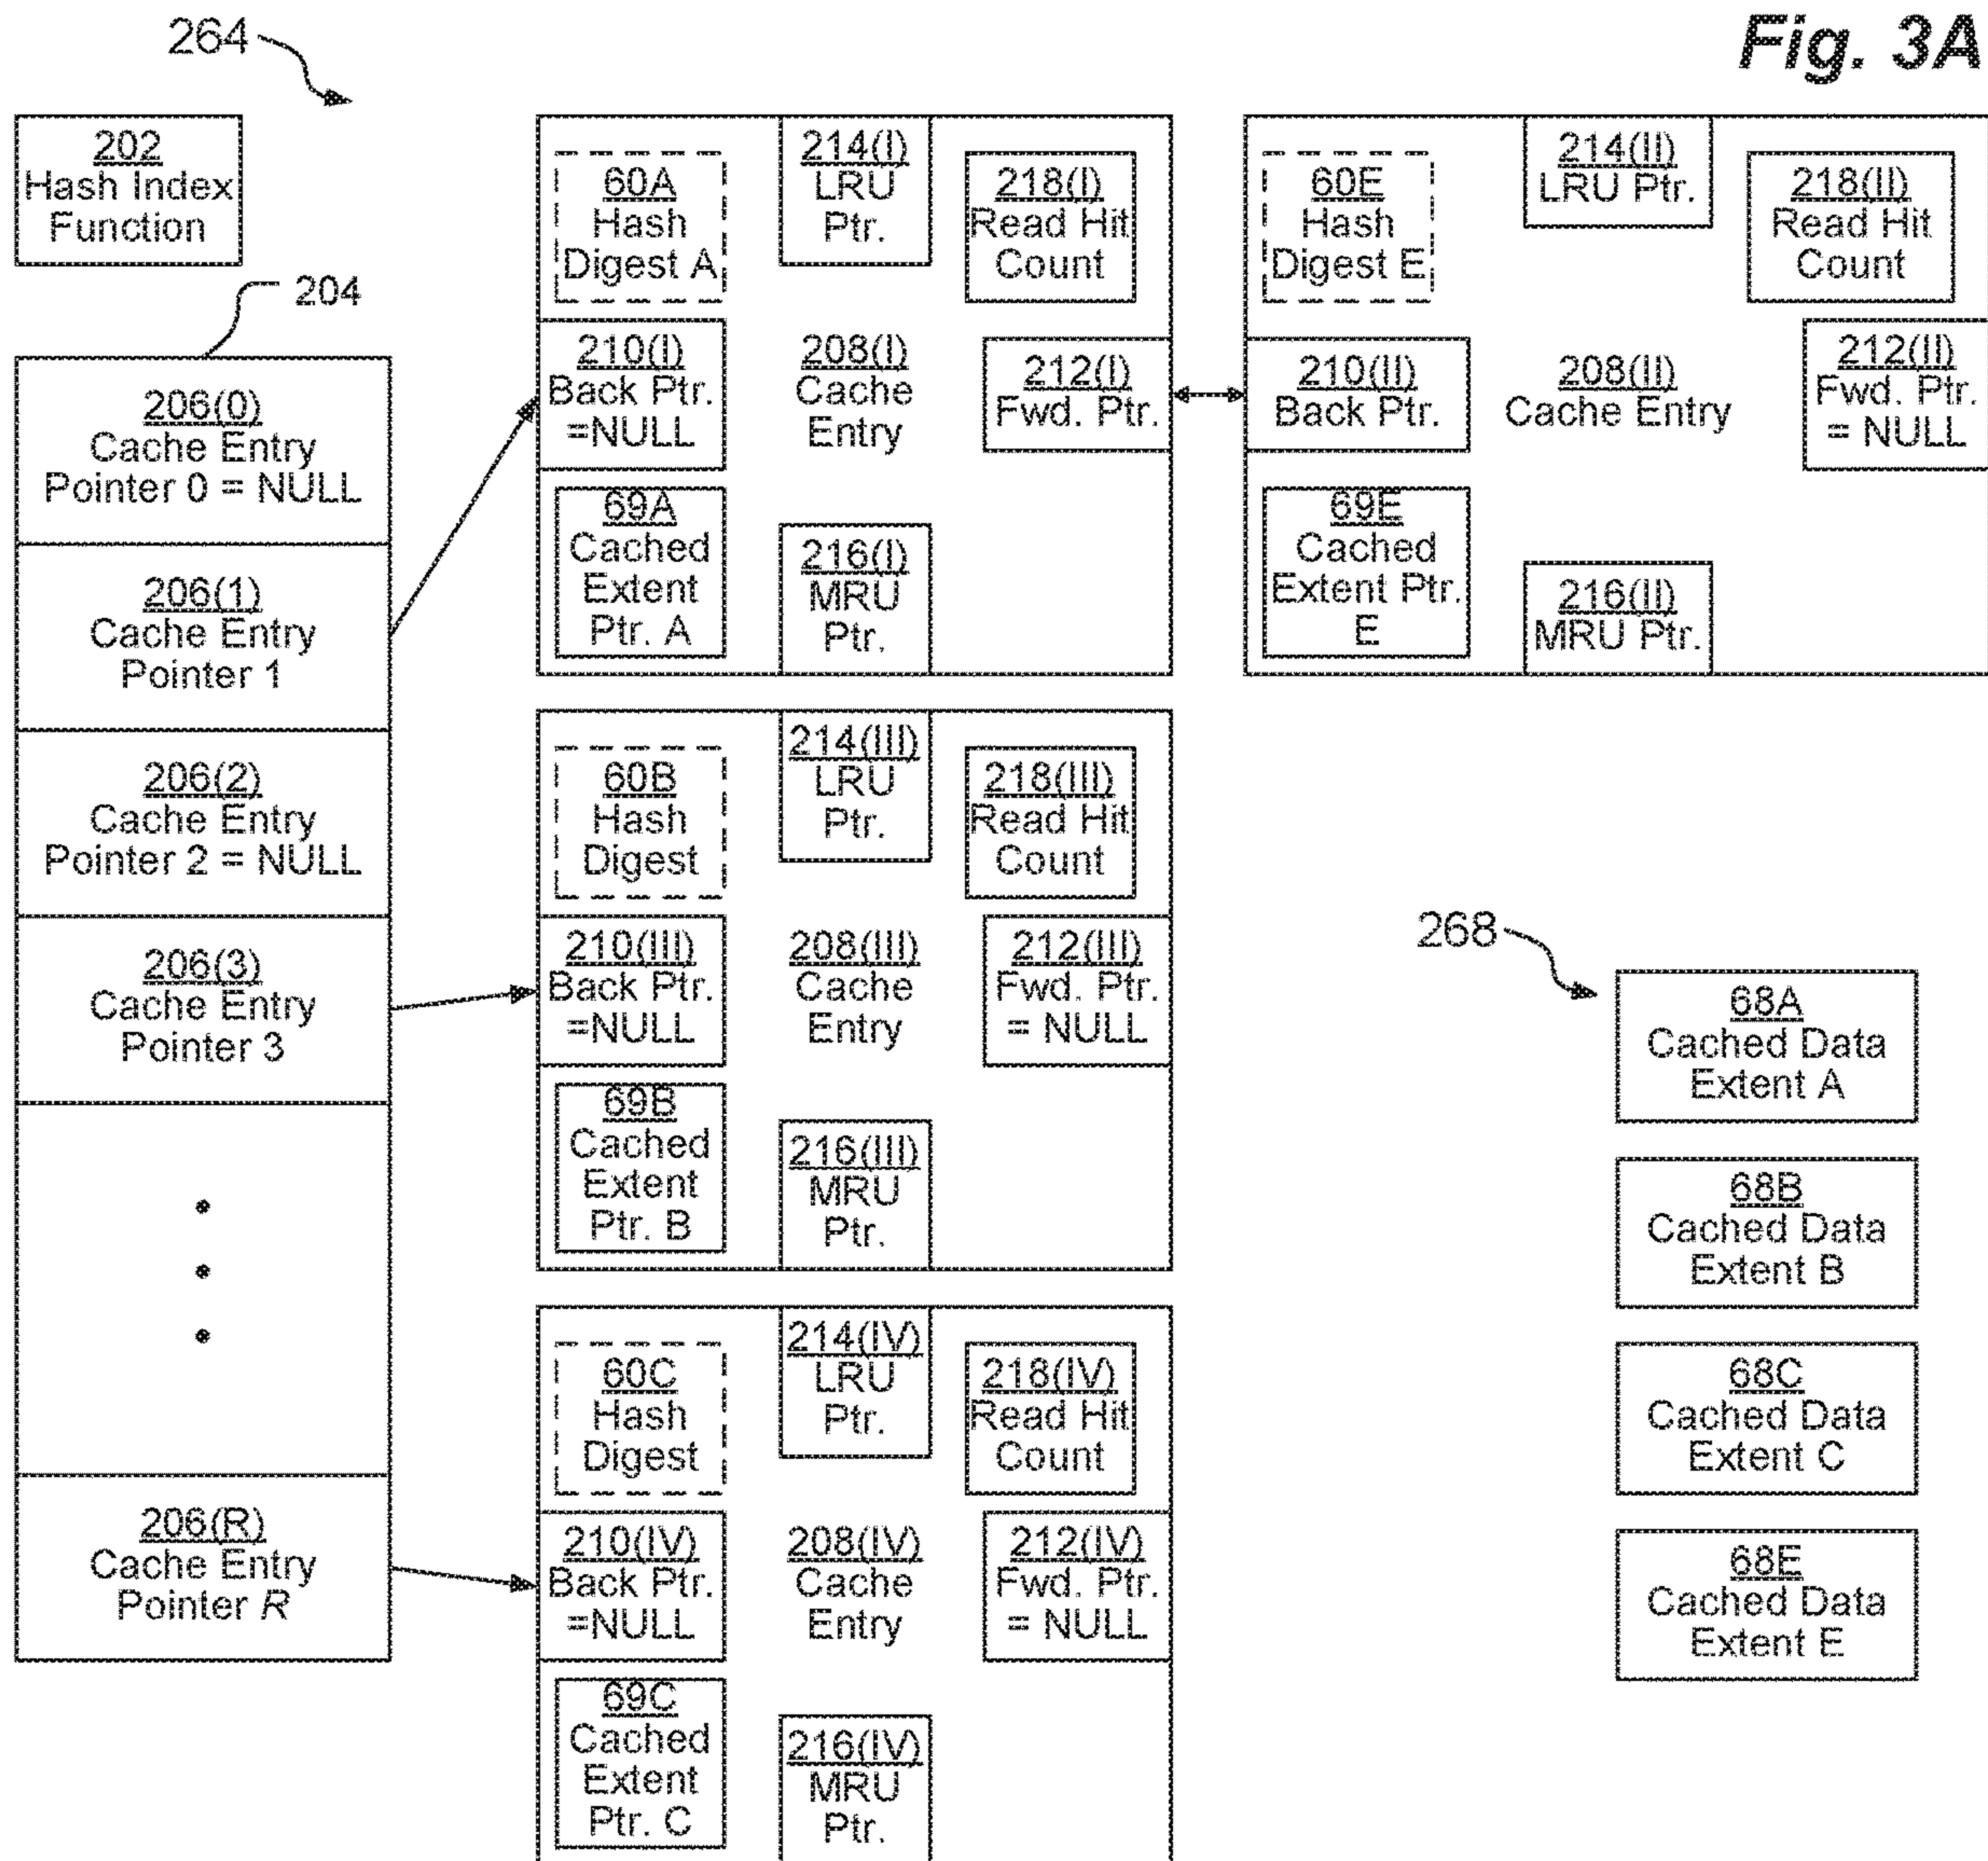 Fig. 3A
264
202
Hash Index
Function
204
206(0)
Cache Entry
Pointer 0 = NULL
206(1)
Cache Entry
Pointer 1
206(2)
Cache Entry
Pointer 2 = NULL
206(3)
Cache Entry
Pointer 3
206(R)
Cache Entry
Pointer R
60A
Hash
Digest A
214(I)
LRU
Ptr.
218(I)
Read Hit
Count
210(I)
Back Ptr.
=NULL
208(I)
Cache
Entry
212(I)
Fwd. Ptr.
69A
Cached
Extent
Ptr. A
216(I)
MRU
Ptr.
60E
Hash
Digest E
214(II)
LRU Ptr.
218(II)
Read Hit
Count
210(II)
Back Ptr.
208(II)
Cache Entry
212(II)
Fwd. Ptr.
= NULL
69E
Cached
Extent Ptr.
E
216(II)
MRU Ptr.
60B
Hash
Digest
214(III)
LRU
Ptr.
218(III)
Read Hit
Count
210(III)
Back Ptr.
=NULL
208(III)
Cache
Entry
212(III)
Fwd. Ptr.
= NULL
69B
Cached
Extent
Ptr. B
216(III)
MRU
Ptr.
60C
Hash
Digest
214(IV)
LRU
Ptr.
218(IV)
Read Hit
Count
210(IV)
Back Ptr.
=NULL
208(IV)
Cache
Entry
212(IV)
Fwd. Ptr.
= NULL
69C
Cached
Extent
Ptr. C
216(IV)
MRU
Ptr.
268
68A
Cached Data
Extent A
68B
Cached Data
Extent B
68C
Cached Data
Extent C
68E
Cached Data
Extent E